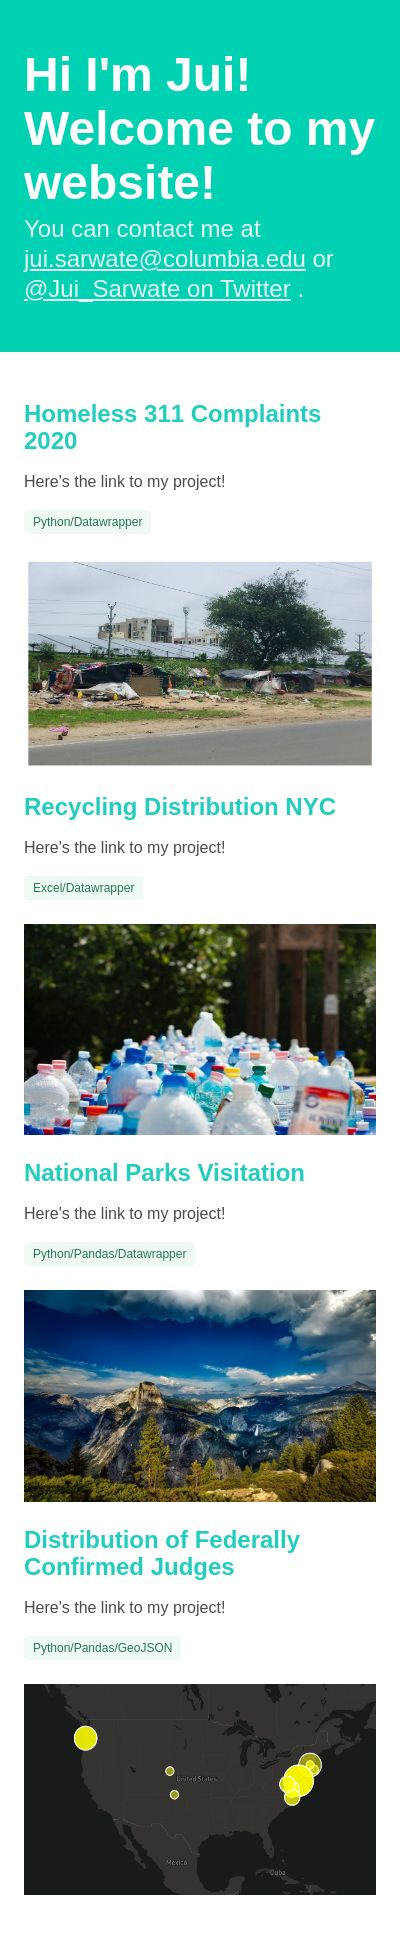 Hi I'm Jui!
Welcome to my
website!
You can contact me at
jui.sarwate@columbia.edu or
@Jui_Sarwate on Twitter .
Homeless 311 Complaints
2020
Here's the link to my project!
Python/Datawrapper
Recycling Distribution NYC
Here's the link to my project!
Excel/Datawrapper
National Parks Visitation
Here's the link to my project!
Python/Pandas/Datawrapper
Distribution of Federally
Confirmed Judges
Here's the link to my project!
Python/Pandas/GeoJSON
United States
Mexico
Cuba